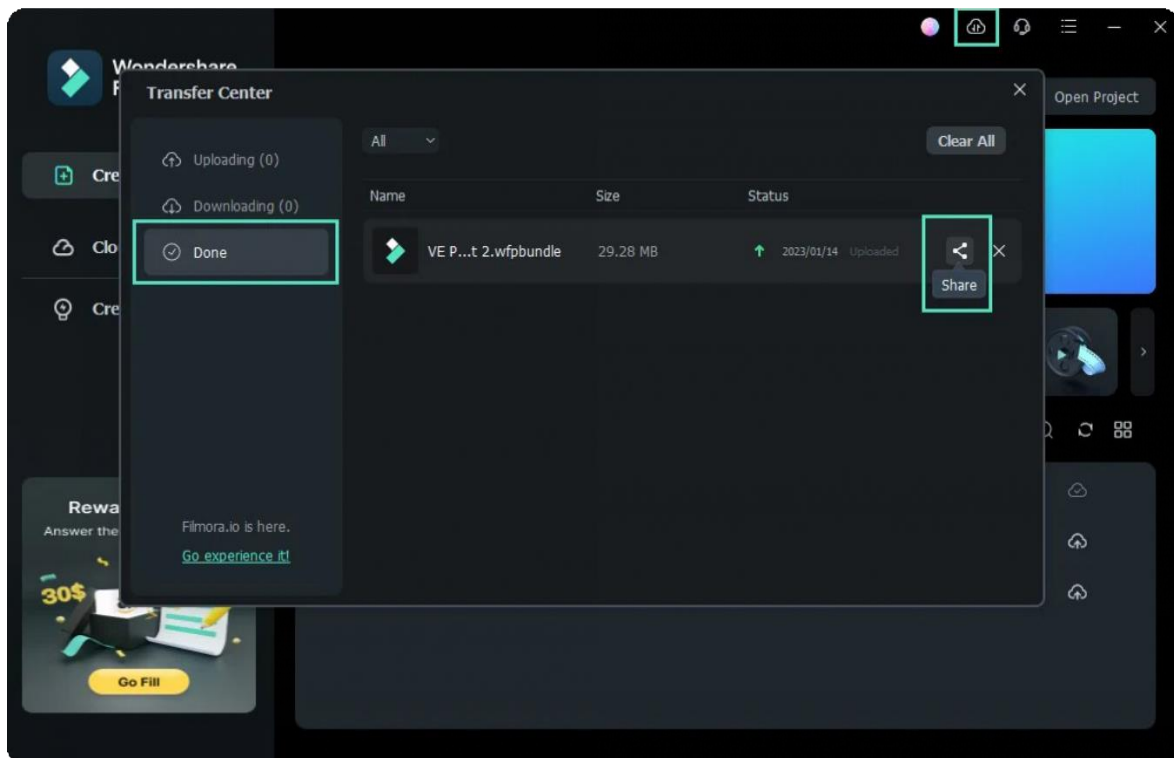 Wondershare
F
Open Project
Transfer Center
All
Clear All
Uploading (0)
Downloading (0)
Done
Name
Size
Status
VE P...t 2.wfpbundle
29.28 MB
2023/01/14
Uploaded
Share
Cre
Clo
Cre
Rewa
Answer the
30$
Go Fill
Filmora.io is here.
Go experience it!